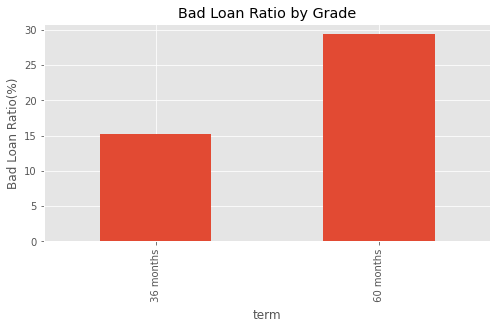 Bad Loan Ratio by Grade
Bad Loan Ratio(%)
30
25
20
15
10
5
0
36 months
60 months
term